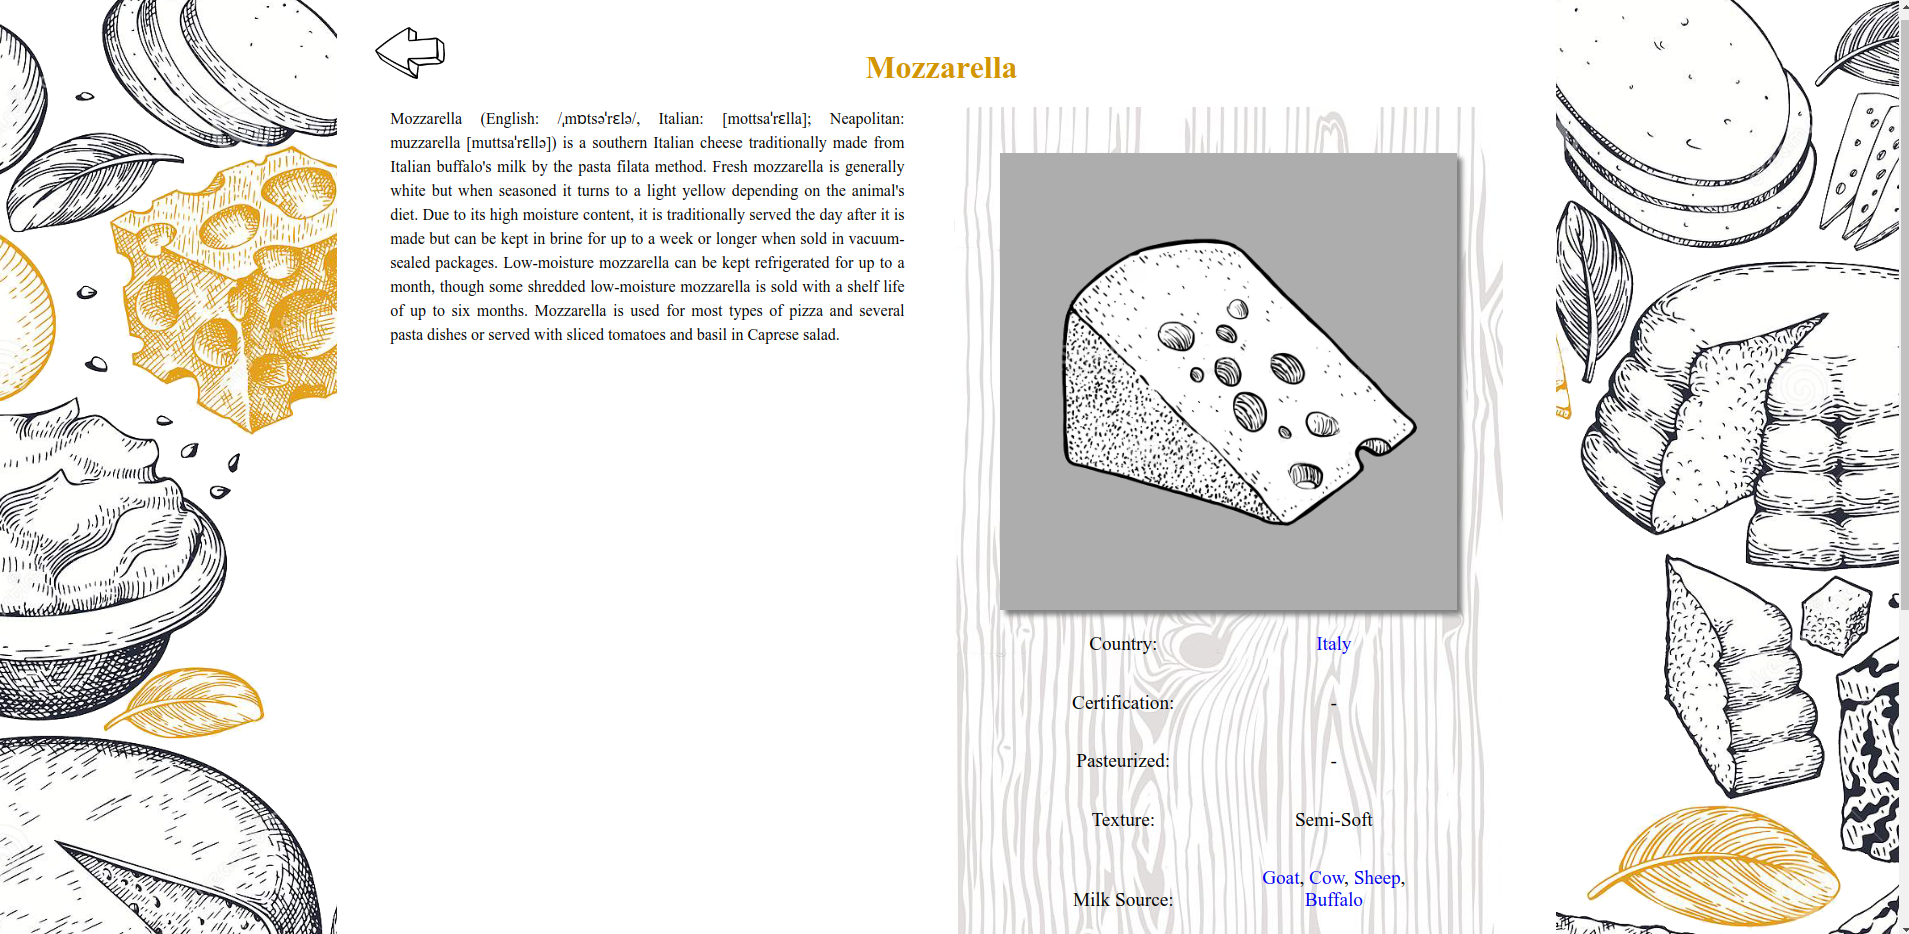 Mozzarella
Mozzarella (English: /ˌmɒtsəˈrɛlə/, Italian: [mottsaˈrɛlla]; Neapolitan:
muzzarella [muttsaˈrɛllə]) is a southern Italian cheese traditionally made from
Italian buffalo's milk by the pasta filata method. Fresh mozzarella is generally
white but when seasoned it turns to a light yellow depending on the animal's
diet. Due to its high moisture content, it is traditionally served the day after it is
made but can be kept in brine for up to a week or longer when sold in vacuum-
sealed packages. Low-moisture mozzarella can be kept refrigerated for up to a
month, though some shredded low-moisture mozzarella is sold with a shelf life
of up to six months. Mozzarella is used for most types of pizza and several
pasta dishes or served with sliced tomatoes and basil in Caprese salad.
Country: Italy
Certification: -
Pasteurized: -
Texture: Semi-Soft
Milk Source: Goat, Cow, Sheep,
Buffalo